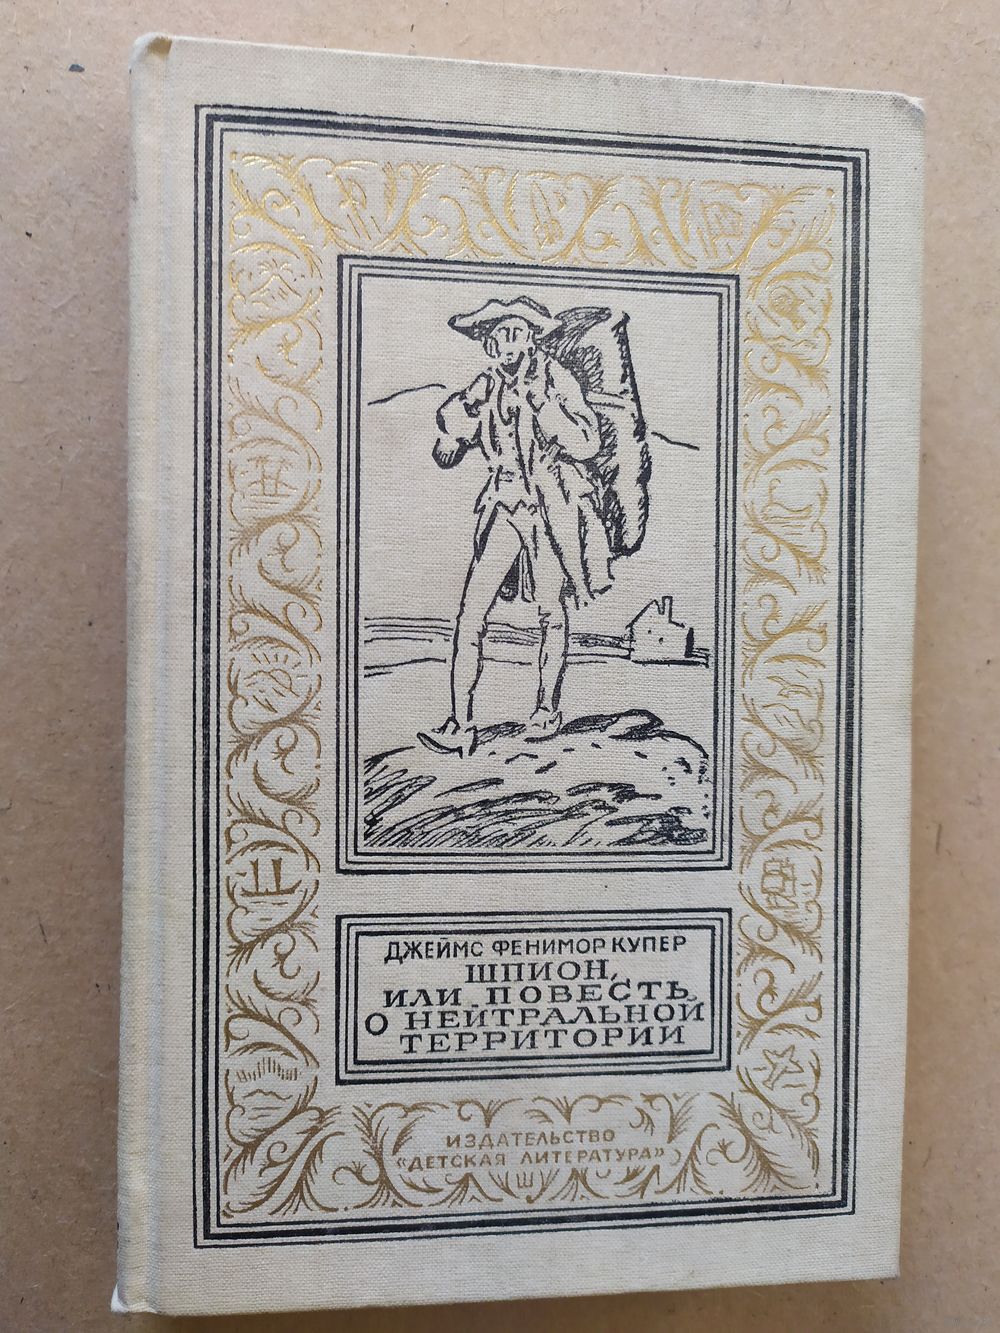 ДЖЕЙМС ФЕНИМОР КУПЕР
ШПИОН,
ИЛИ ПОВЕСТЬ
О НЕЙТРАЛЬНОЙ
ТЕРРИТОРИИ
ИЗДАТЕЛЬСТВО
«ДЕТСКАЯ ЛИТЕРАТУРА»